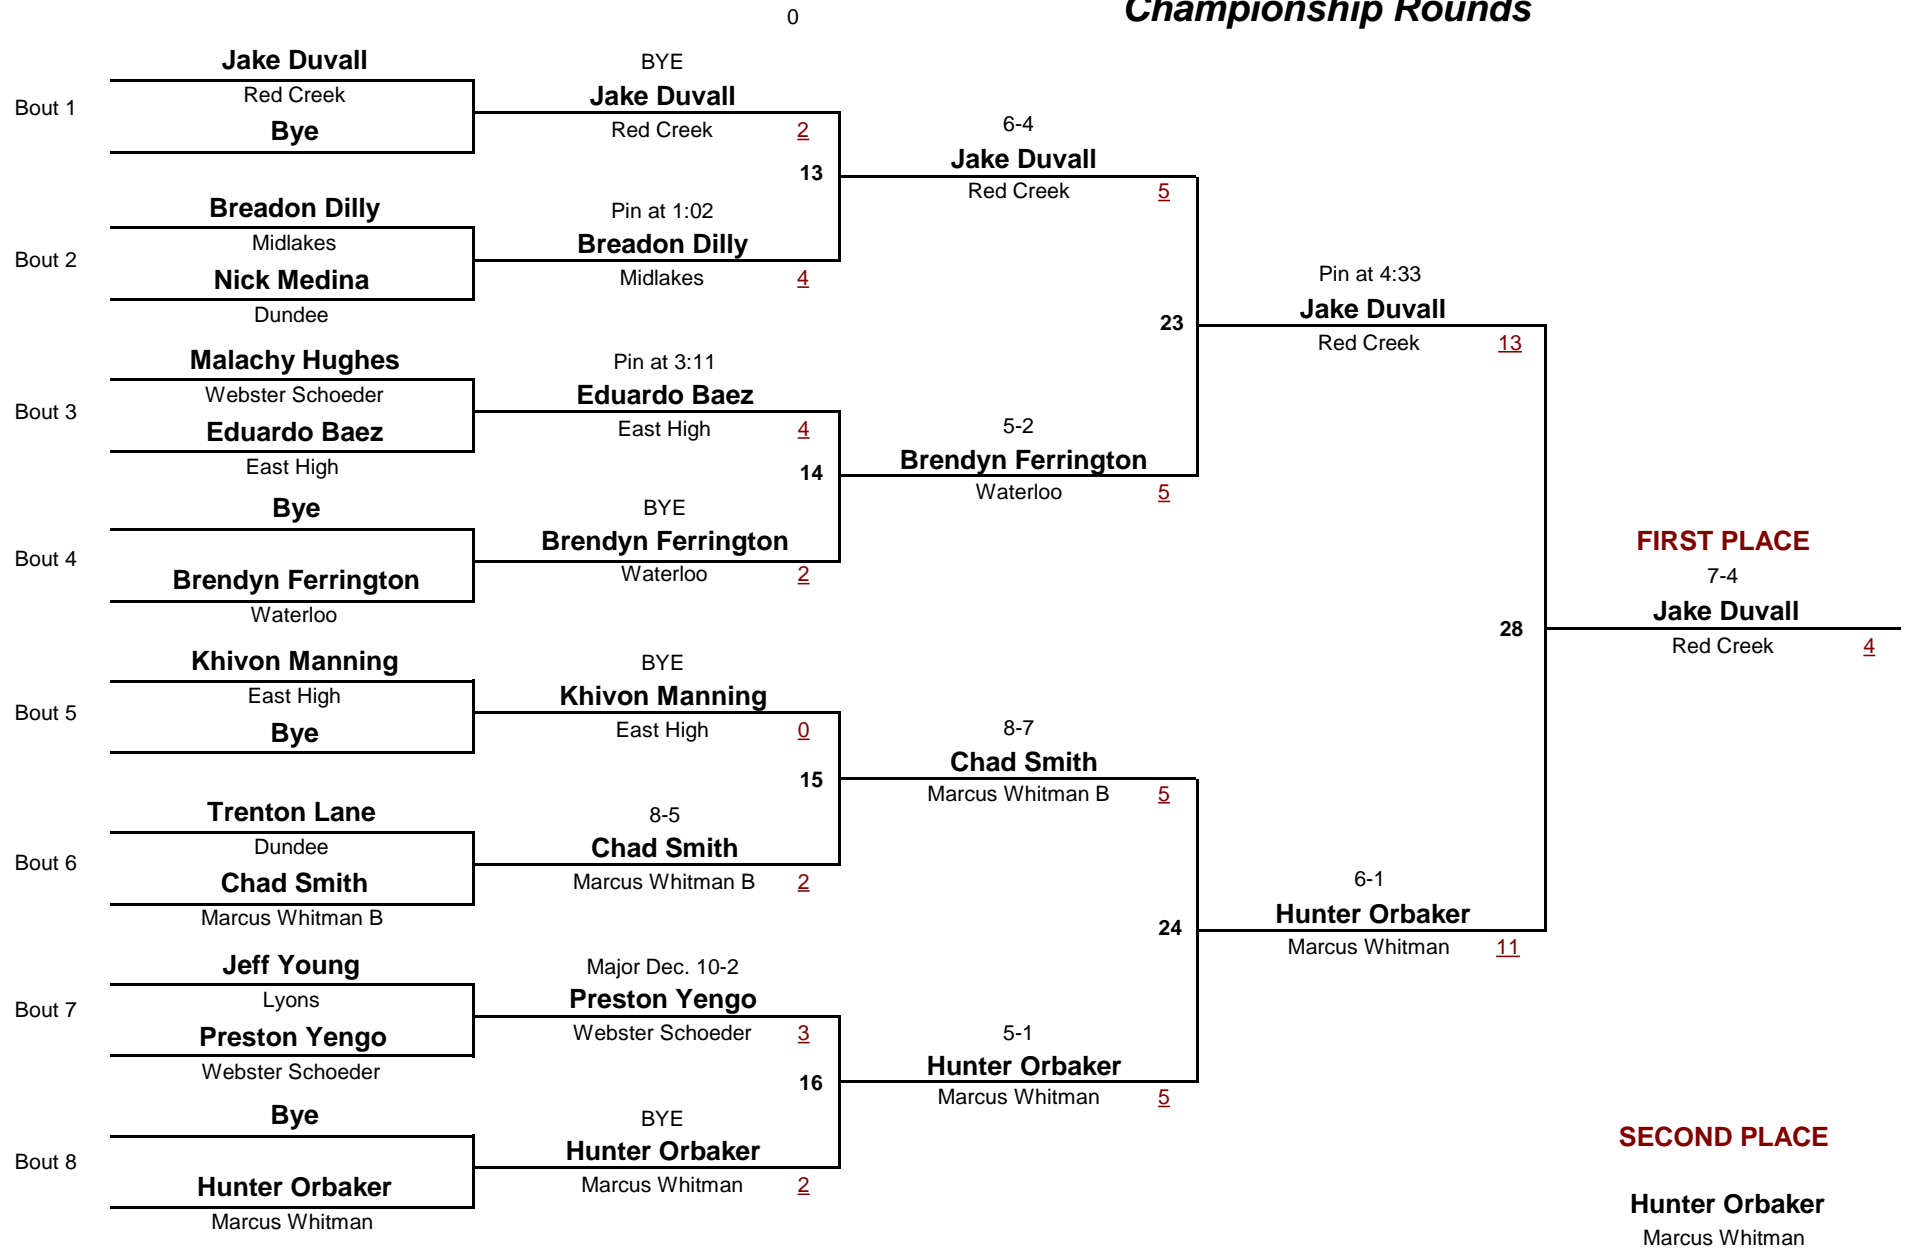 0
Championship Rounds
Bout 1
Jake Duvall
Red Creek
Bye
Bout 2
Breadon Dilly
Midlakes
Nick Medina
Dundee
Bout 3
Malachy Hughes
Webster Schoeder
Eduardo Baez
East High
Bout 4
Bye
Brendyn Ferrington
Waterloo
Bout 5
Khivon Manning
East High
Bye
Bout 6
Trenton Lane
Dundee
Chad Smith
Marcus Whitman B
Bout 7
Jeff Young
Lyons
Preston Yengo
Webster Schoeder
Bout 8
Bye
Hunter Orbaker
Marcus Whitman
BYE
Jake Duvall
Red Creek 2
13
Pin at 1:02
Breadon Dilly
Midlakes 4
Pin at 3:11
Eduardo Baez
East High 4
14
BYE
Brendyn Ferrington
Waterloo 2
BYE
Khivon Manning
East High 0
15
8-5
Chad Smith
Marcus Whitman B 2
Major Dec. 10-2
Preston Yengo
Webster Schoeder 3
16
BYE
Hunter Orbaker
Marcus Whitman 2
6-4
Jake Duvall
Red Creek 5
23
5-2
Brendyn Ferrington
Waterloo 5
8-7
Chad Smith
Marcus Whitman B 5
24
5-1
Hunter Orbaker
Marcus Whitman 5
Pin at 4:33
Jake Duvall
Red Creek 13
28
6-1
Hunter Orbaker
Marcus Whitman 11
FIRST PLACE
7-4
Jake Duvall
Red Creek 4
SECOND PLACE
Hunter Orbaker
Marcus Whitman